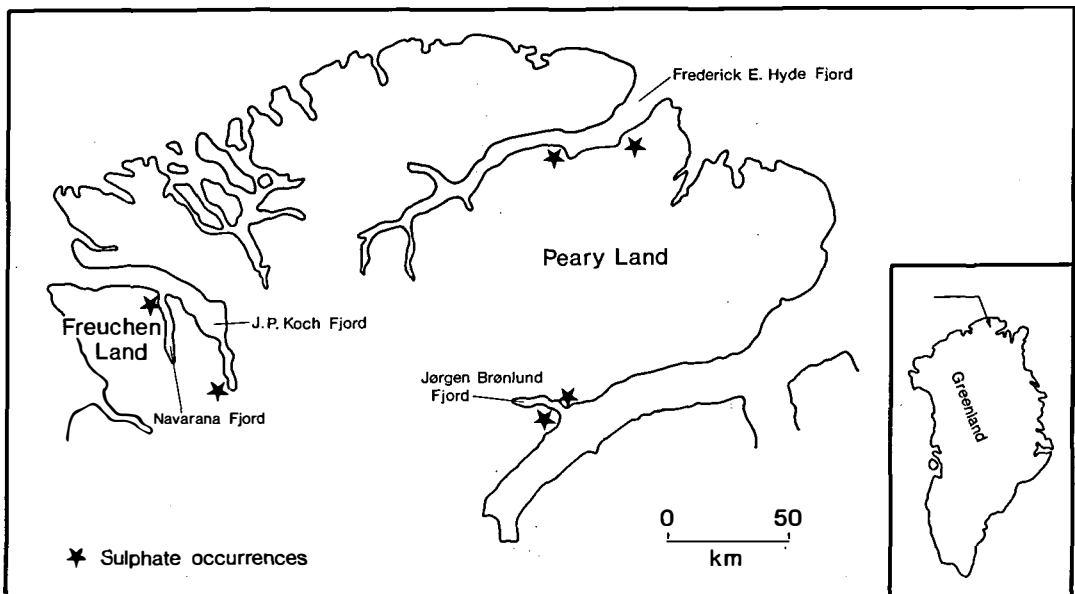 Frederick E. Hyde Fjord
Peary Land
Freuchen
Land
J.P. Koch Fjord
Navarana Fjord
Jørgen Brønlund
Fjord
0 50
km
★ Sulphate occurrences
Greenland